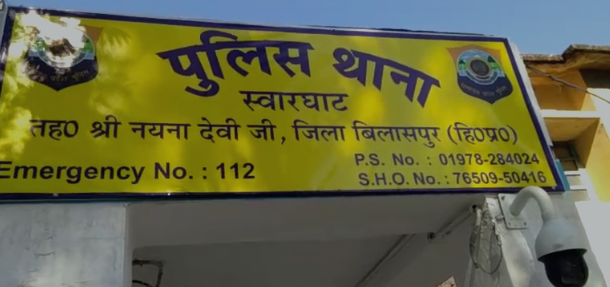 पुलिस थाना
स्वारघाट
तह0 श्री नयना देवी जी, जिला बिलासपुर (हि0प्र0)
Emergency No. : 112
P.S. No. : 01978-284024
S.H.O. No. : 76509-50416